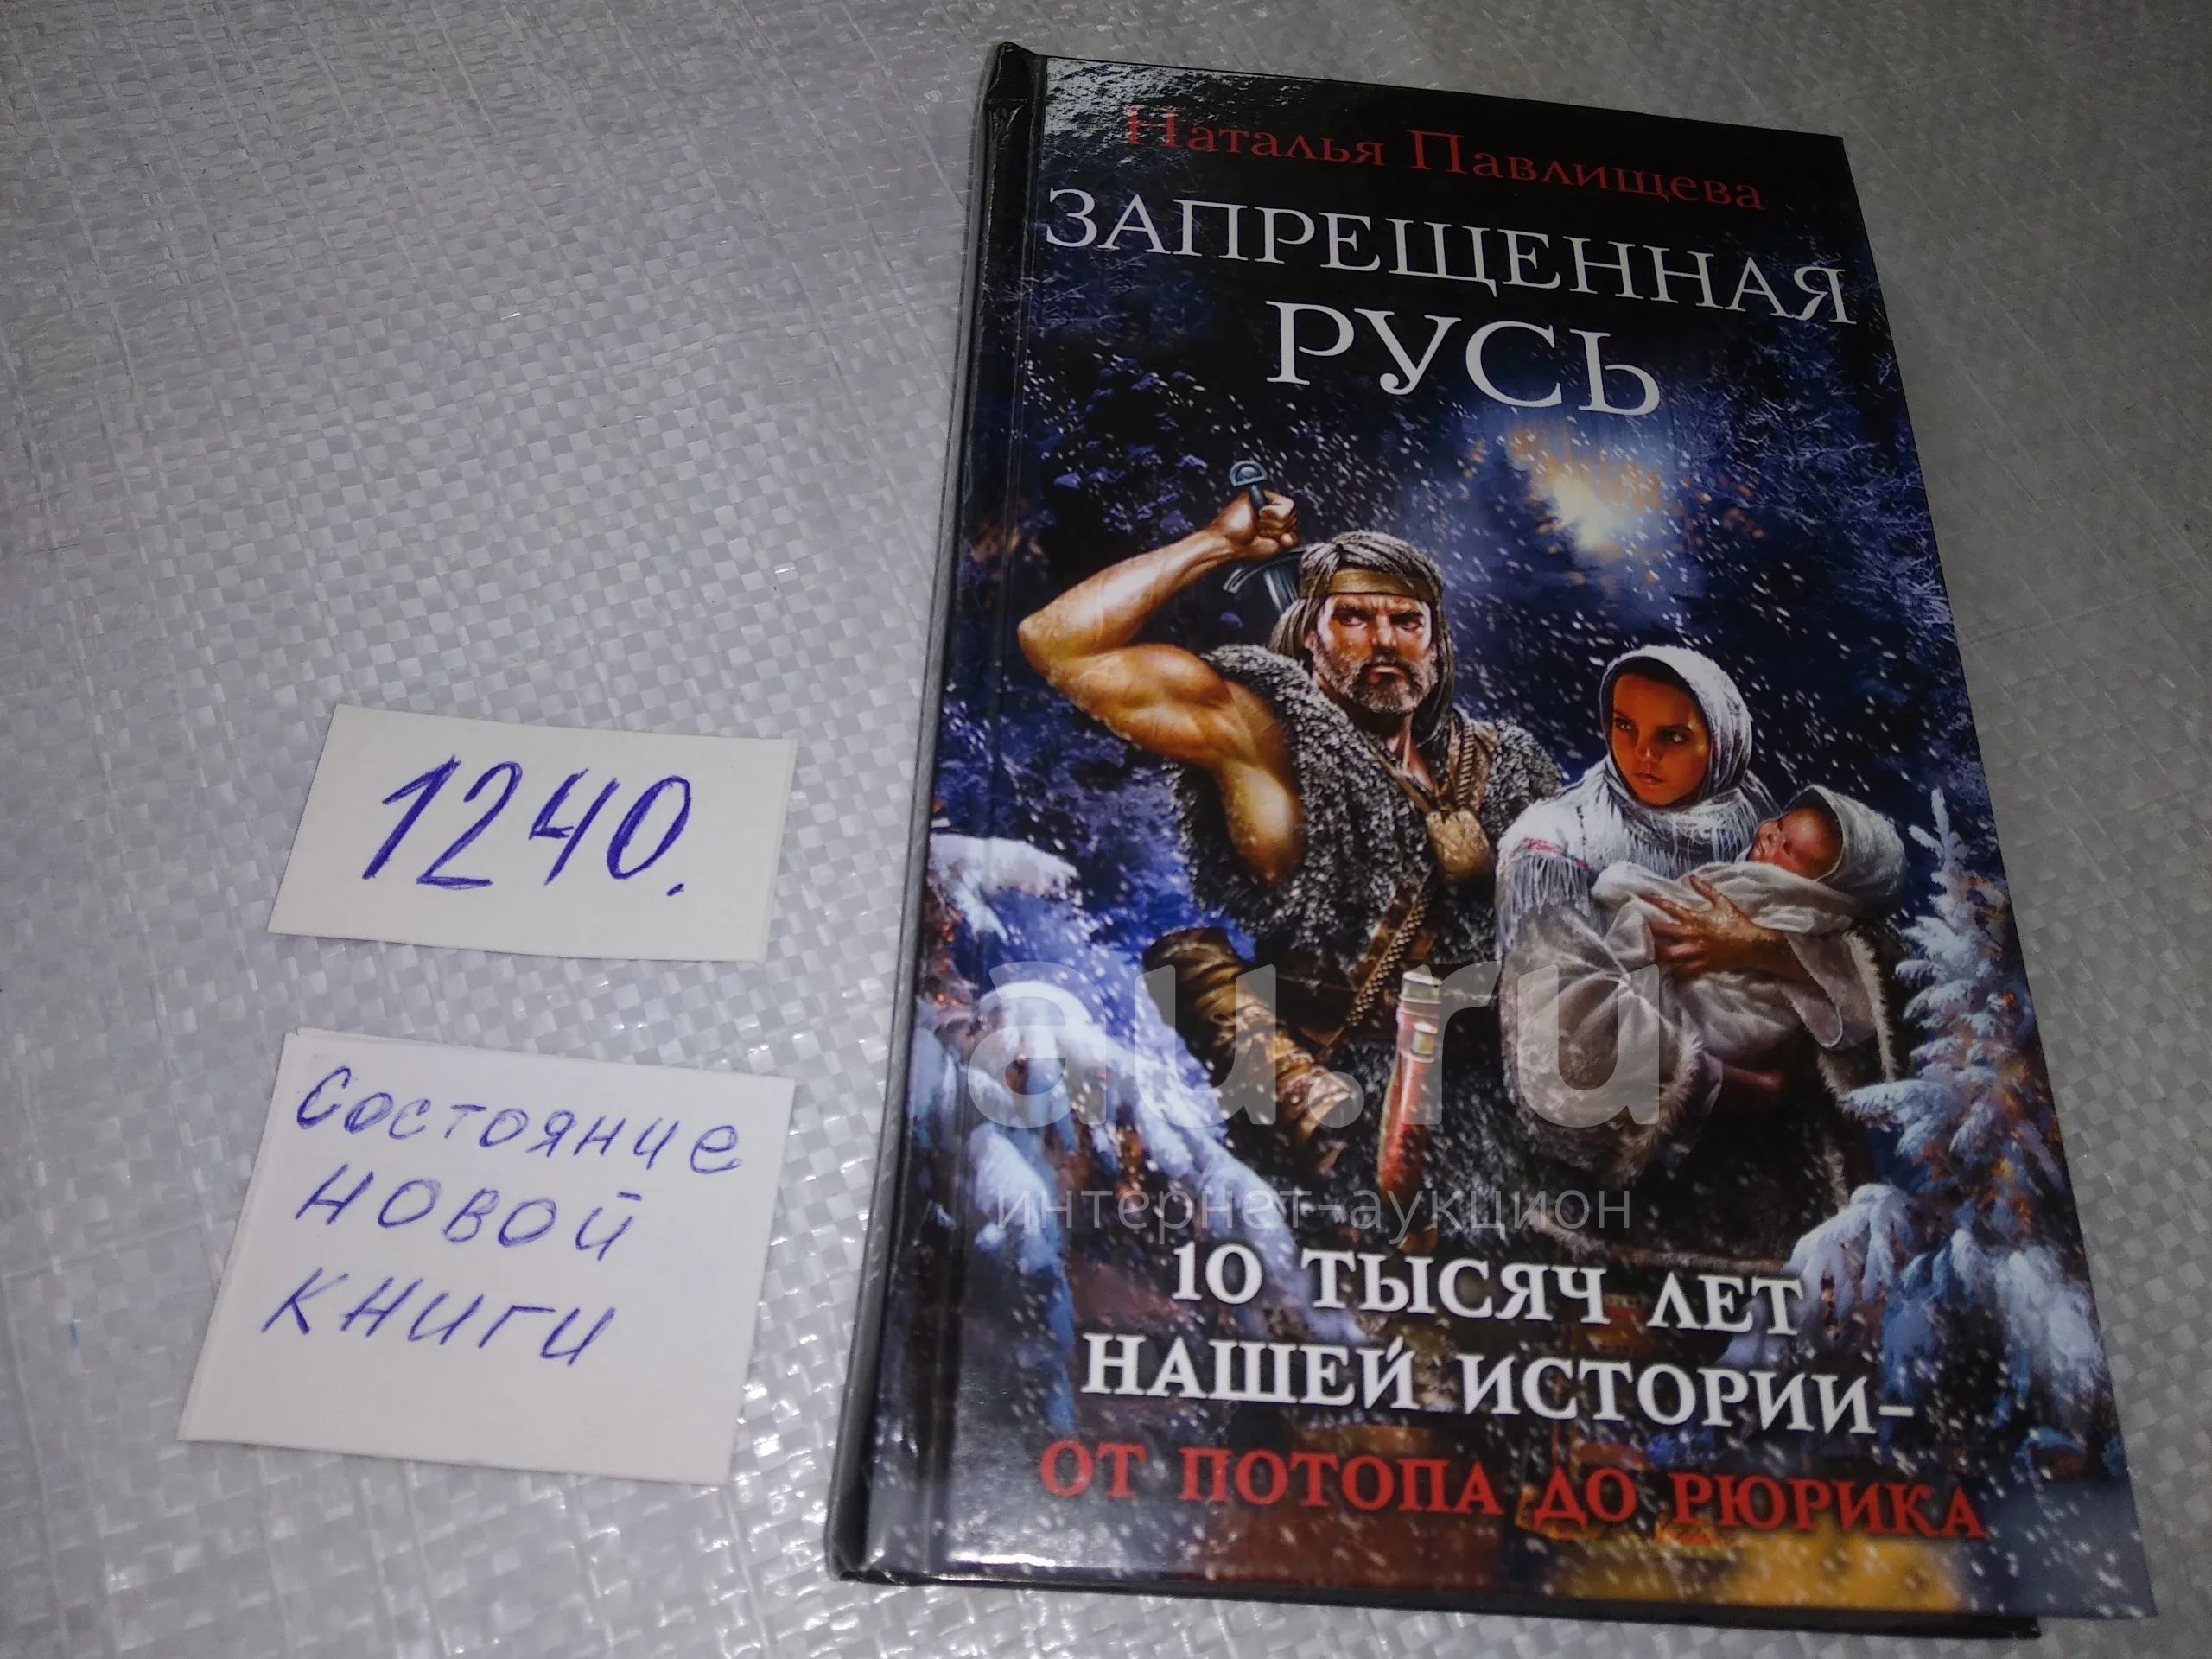 Наталья Павлищева
ЗАПРЕЩЕННАЯ
РУСЬ
1240.
Состояние
новой
книги
au.ru
интернет-аукцион
10 ТЫСЯЧ ЛЕТ
НАШЕЙ ИСТОРИИ–
ОТ ПОТОПА ДО РЮРИКА